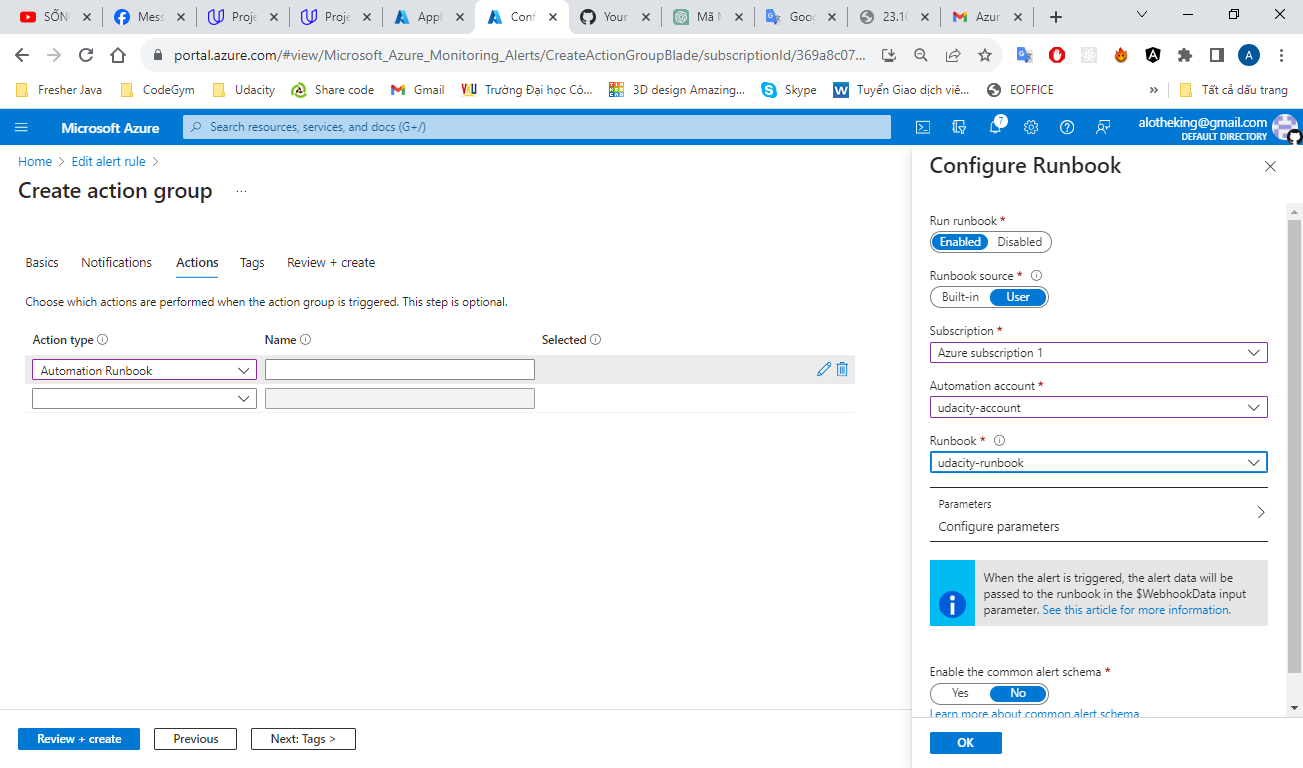 SỐN
Mess
Proje
Proje
Appl
Conf
Your
Mã N
Goog
23.10
Azur
portal.azure.com/#view/Microsoft_Azure_Monitoring_Alerts/CreateActionGroupBlade/subscriptionId/369a8c07...
A
Fresher Java
CodeGym
Udacity
Share code
Gmail
Trường Đại học Cô...
3D design Amazing...
Skype
Tuyển Giao dịch viê...
EOFFICE
»
Tất cả dấu trang
Microsoft Azure
Search resources, services, and docs (G+/)
7
alotheking@gmail.com
DEFAULT DIRECTORY
Home > Edit alert rule >
Create action group ...
Basics
Notifications
Actions
Tags
Review + create
Choose which actions are performed when the action group is triggered. This step is optional.
Action type
Name
Selected
Automation Runbook
Review + create
Previous
Next: Tags >
Configure Runbook
Run runbook *
Enabled Disabled
Runbook source *
Built-in User
Subscription *
Azure subscription 1
Automation account *
udacity-account
Runbook *
udacity-runbook
Parameters
Configure parameters
When the alert is triggered, the alert data will be
passed to the runbook in the $WebhookData input
parameter. See this article for more information.
Enable the common alert schema *
Yes No
Learn more about common alert schema
OK